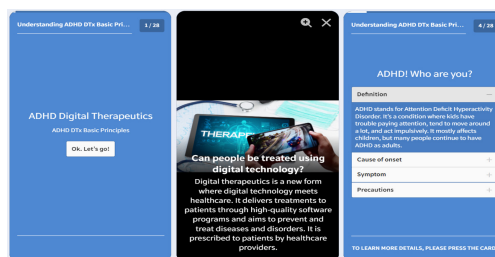 Understanding ADHD DTx Basic Pri...
1 / 28
ADHD Digital Therapeutics
ADHD DTx Basic Principles
Ok. Let's go!
THERAP
Can people be treated using
digital technology?
Digital therapeutics is a new form
where digital technology meets
healthcare. It delivers treatments to
patients through high-quality software
programs and aims to prevent and
treat diseases and disorders. It is
prescribed to patients by healthcare
providers.
Understanding ADHD DTx Basic Pri...
4 / 28
ADHD! Who are you?
Definition
ADHD stands for Attention Deficit Hyperactivity
Disorder. It's a condition where kids have
trouble paying attention, tend to move around
a lot, and act impulsively. It mostly affects
children, but many people continue to have
ADHD as adults.
Cause of onset
Symptom
Precautions
TO LEARN MORE DETAILS, PLEASE PRESS THE CARD